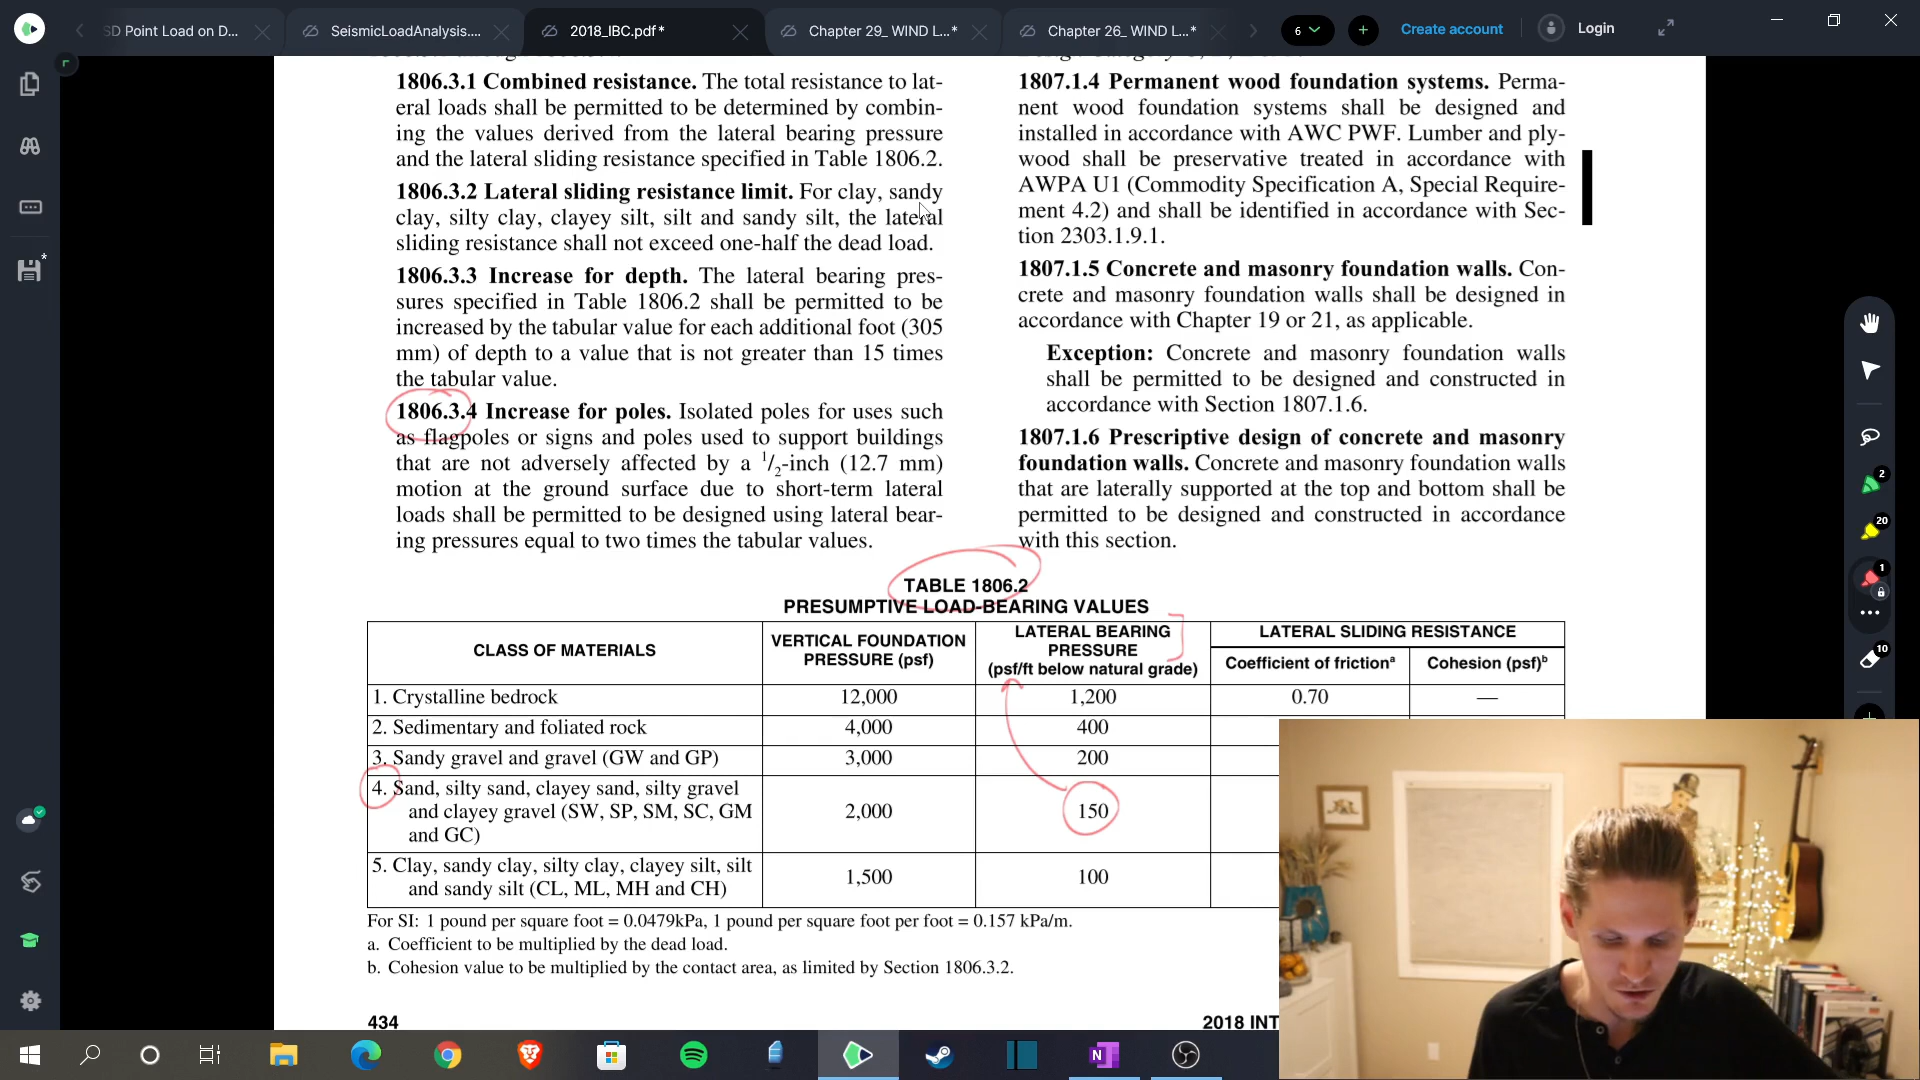 SD Point Load on D...
SeismicLoadAnalysis....
2018_IBC.pdf*
Chapter 29_ WIND L...*
Chapter 26_ WIND L...*
6
Create account
Login
1806.3.1 Combined resistance. The total resistance to lat-
eral loads shall be permitted to be determined by combin-
ing the values derived from the lateral bearing pressure
and the lateral sliding resistance specified in Table 1806.2.
1806.3.2 Lateral sliding resistance limit. For clay, sandy
clay, silty clay, clayey silt, silt and sandy silt, the lateral
sliding resistance shall not exceed one-half the dead load.
1806.3.3 Increase for depth. The lateral bearing pres-
sures specified in Table 1806.2 shall be permitted to be
increased by the tabular value for each additional foot (305
mm) of depth to a value that is not greater than 15 times
the tabular value.
1806.3.4 Increase for poles. Isolated poles for uses such
as flagpoles or signs and poles used to support buildings
that are not adversely affected by a 1/2-inch (12.7 mm)
motion at the ground surface due to short-term lateral
loads shall be permitted to be designed using lateral bear-
ing pressures equal to two times the tabular values.
1807.1.4 Permanent wood foundation systems. Perma-
nent wood foundation systems shall be designed and
installed in accordance with AWC PWF. Lumber and ply-
wood shall be preservative treated in accordance with
AWPA U1 (Commodity Specification A, Special Require-
ment 4.2) and shall be identified in accordance with Sec-
tion 2303.1.9.1.
1807.1.5 Concrete and masonry foundation walls. Con-
crete and masonry foundation walls shall be designed in
accordance with Chapter 19 or 21, as applicable.
Exception: Concrete and masonry foundation walls
shall be permitted to be designed and constructed in
accordance with Section 1807.1.6.
1807.1.6 Prescriptive design of concrete and masonry
foundation walls. Concrete and masonry foundation walls
that are laterally supported at the top and bottom shall be
permitted to be designed and constructed in accordance
with this section.
TABLE 1806.2
PRESUMPTIVE LOAD-BEARING VALUES
CLASS OF MATERIALS
VERTICAL FOUNDATION
PRESSURE (psf)
LATERAL BEARING
PRESSURE
(psf/ft below natural grade)
LATERAL SLIDING RESISTANCE
Coefficient of frictionᵃ
Cohesion (psf)ᵇ
1. Crystalline bedrock 12,000 1,200 0.70 —
2. Sedimentary and foliated rock 4,000 400
3. Sandy gravel and gravel (GW and GP) 3,000 200
4. Sand, silty sand, clayey sand, silty gravel
and clayey gravel (SW, SP, SM, SC, GM 2,000 150
and GC)
5. Clay, sandy clay, silty clay, clayey silt, silt
and sandy silt (CL, ML, MH and CH) 1,500 100
For SI: 1 pound per square foot = 0.0479kPa, 1 pound per square foot per foot = 0.157 kPa/m.
a. Coefficient to be multiplied by the dead load.
b. Cohesion value to be multiplied by the contact area, as limited by Section 1806.3.2.
434
2018 INT
2
20
1
10
N